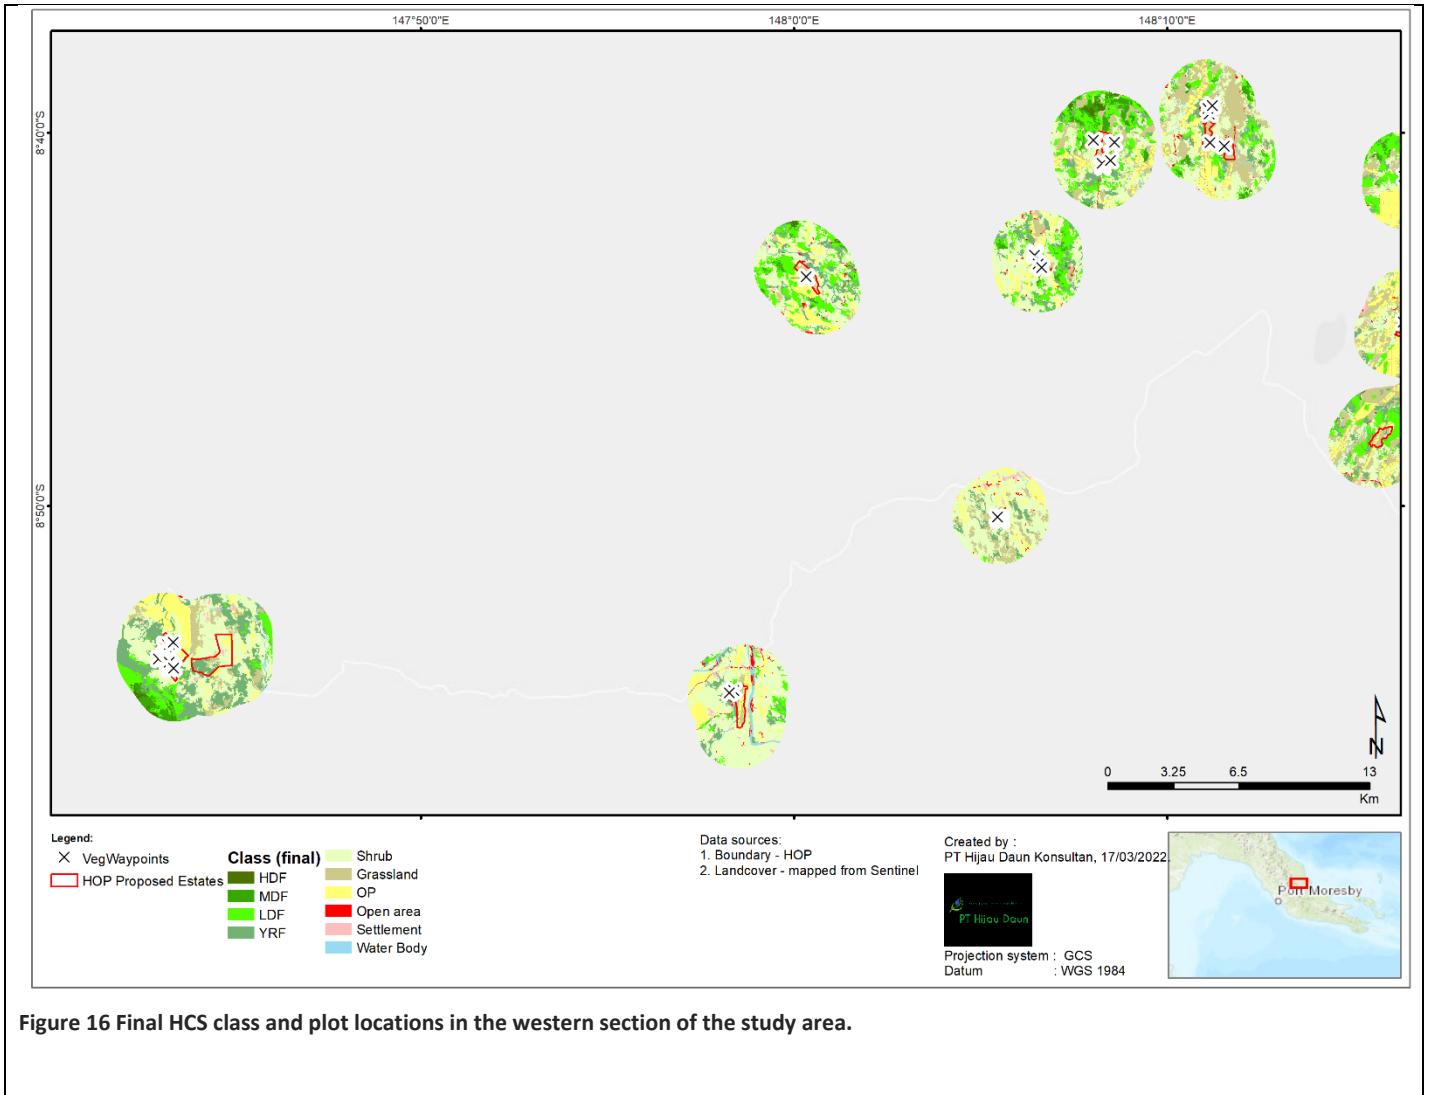 147°50'0"E 148°0'0"E 148°10'0"E
8°40'0"S
8°50'0"S
N
0 3.25 6.5 13
Km
Legend:
VegWaypoints
HOP Proposed Estates
Class (final)
HDF
MDF
LDF
YRF
Shrub
Grassland
OP
Open area
Settlement
Water Body
Data sources:
1. Boundary - HOP
2. Landcover - mapped from Sentinel
Created by :
PT Hijau Daun Konsultan, 17/03/2022.
PT Hijau Daun
Projection system : GCS
Datum : WGS 1984
Port Moresby
Figure 16 Final HCS class and plot locations in the western section of the study area.